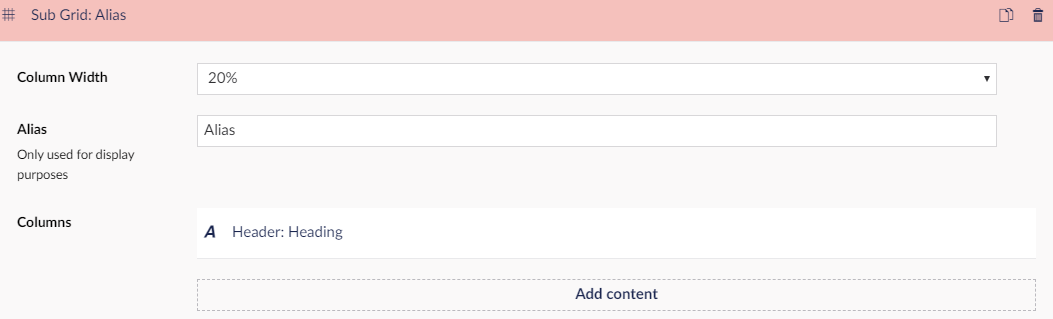 Sub Grid: Alias
Column Width
20%
Alias
Alias
Only used for display
purposes
Columns
A Header: Heading
Add content